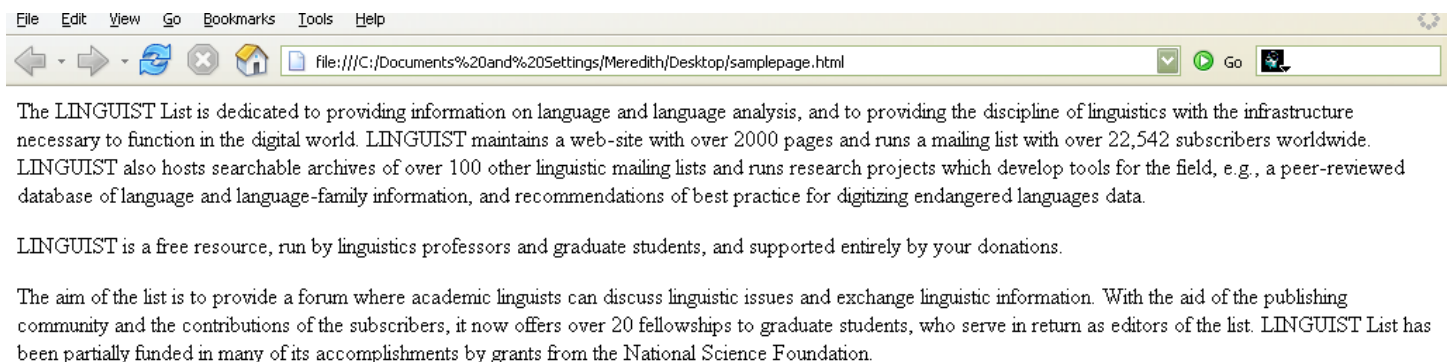 File Edit View Go Bookmarks Tools Help
file:///C:/Documents%20and%20Settings/Meredith/Desktop/samplepage.html Go
The LINGUIST List is dedicated to providing information on language and language analysis, and to providing the discipline of linguistics with the infrastructure
necessary to function in the digital world. LINGUIST maintains a web-site with over 2000 pages and runs a mailing list with over 22,542 subscribers worldwide.
LINGUIST also hosts searchable archives of over 100 other linguistic mailing lists and runs research projects which develop tools for the field, e.g., a peer-reviewed
database of language and language-family information, and recommendations of best practice for digitizing endangered languages data.
LINGUIST is a free resource, run by linguistics professors and graduate students, and supported entirely by your donations.
The aim of the list is to provide a forum where academic linguists can discuss linguistic issues and exchange linguistic information. With the aid of the publishing
community and the contributions of the subscribers, it now offers over 20 fellowships to graduate students, who serve in return as editors of the list. LINGUIST List has
been partially funded in many of its accomplishments by grants from the National Science Foundation.